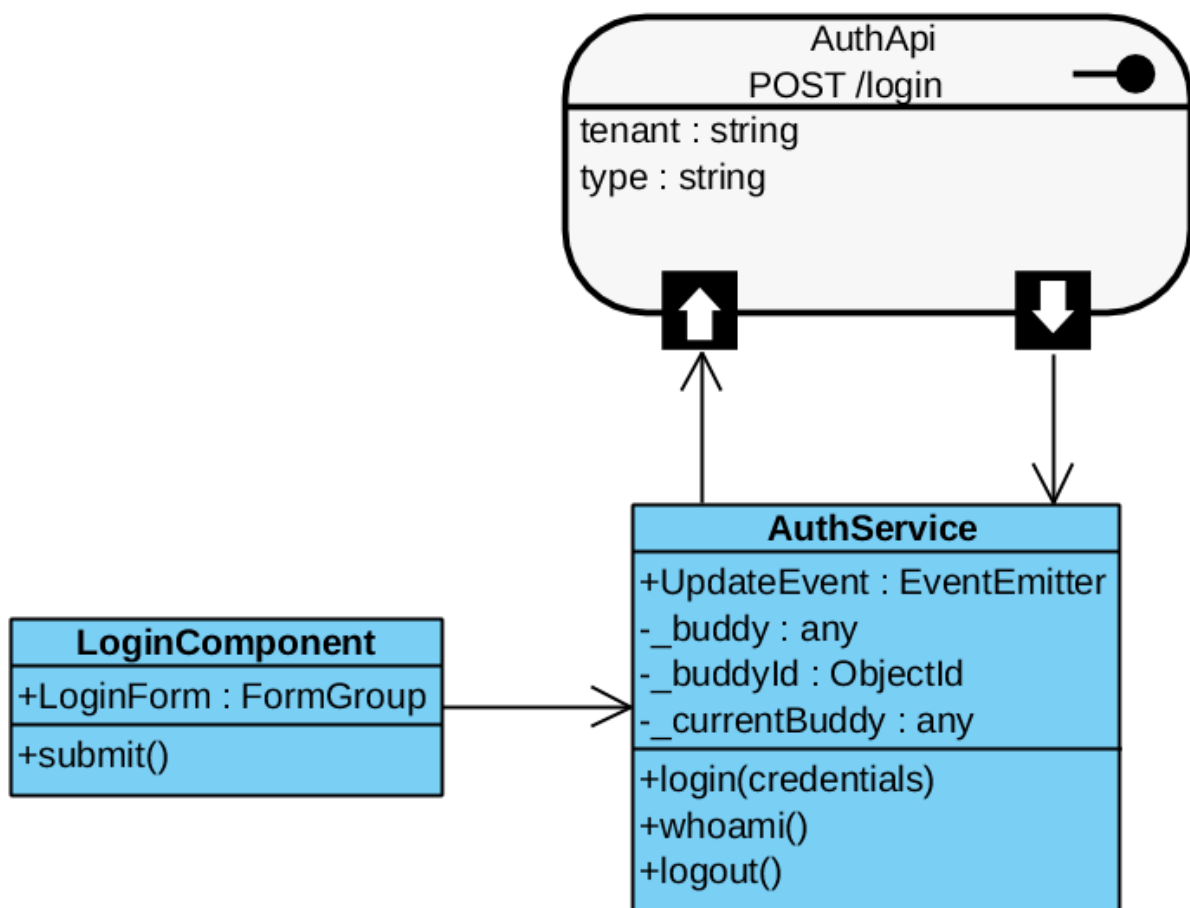 AuthApi
POST /login
tenant : string
type : string
AuthService
+UpdateEvent : EventEmitter
-_buddy : any
-_buddyId : ObjectId
-_currentBuddy : any
+login(credentials)
+whoami()
+logout()
LoginComponent
+LoginForm : FormGroup
+submit()